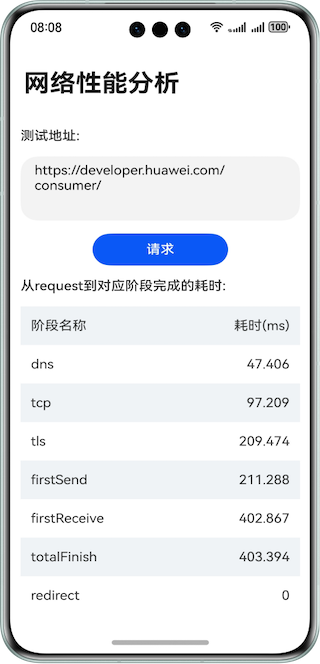 08:08
100
网络性能分析
测试地址:
https://developer.huawei.com/
consumer/
请求
从request到对应阶段完成的耗时:
阶段名称 耗时(ms)
dns 47.406
tcp 97.209
tls 209.474
firstSend 211.288
firstReceive 402.867
totalFinish 403.394
redirect 0